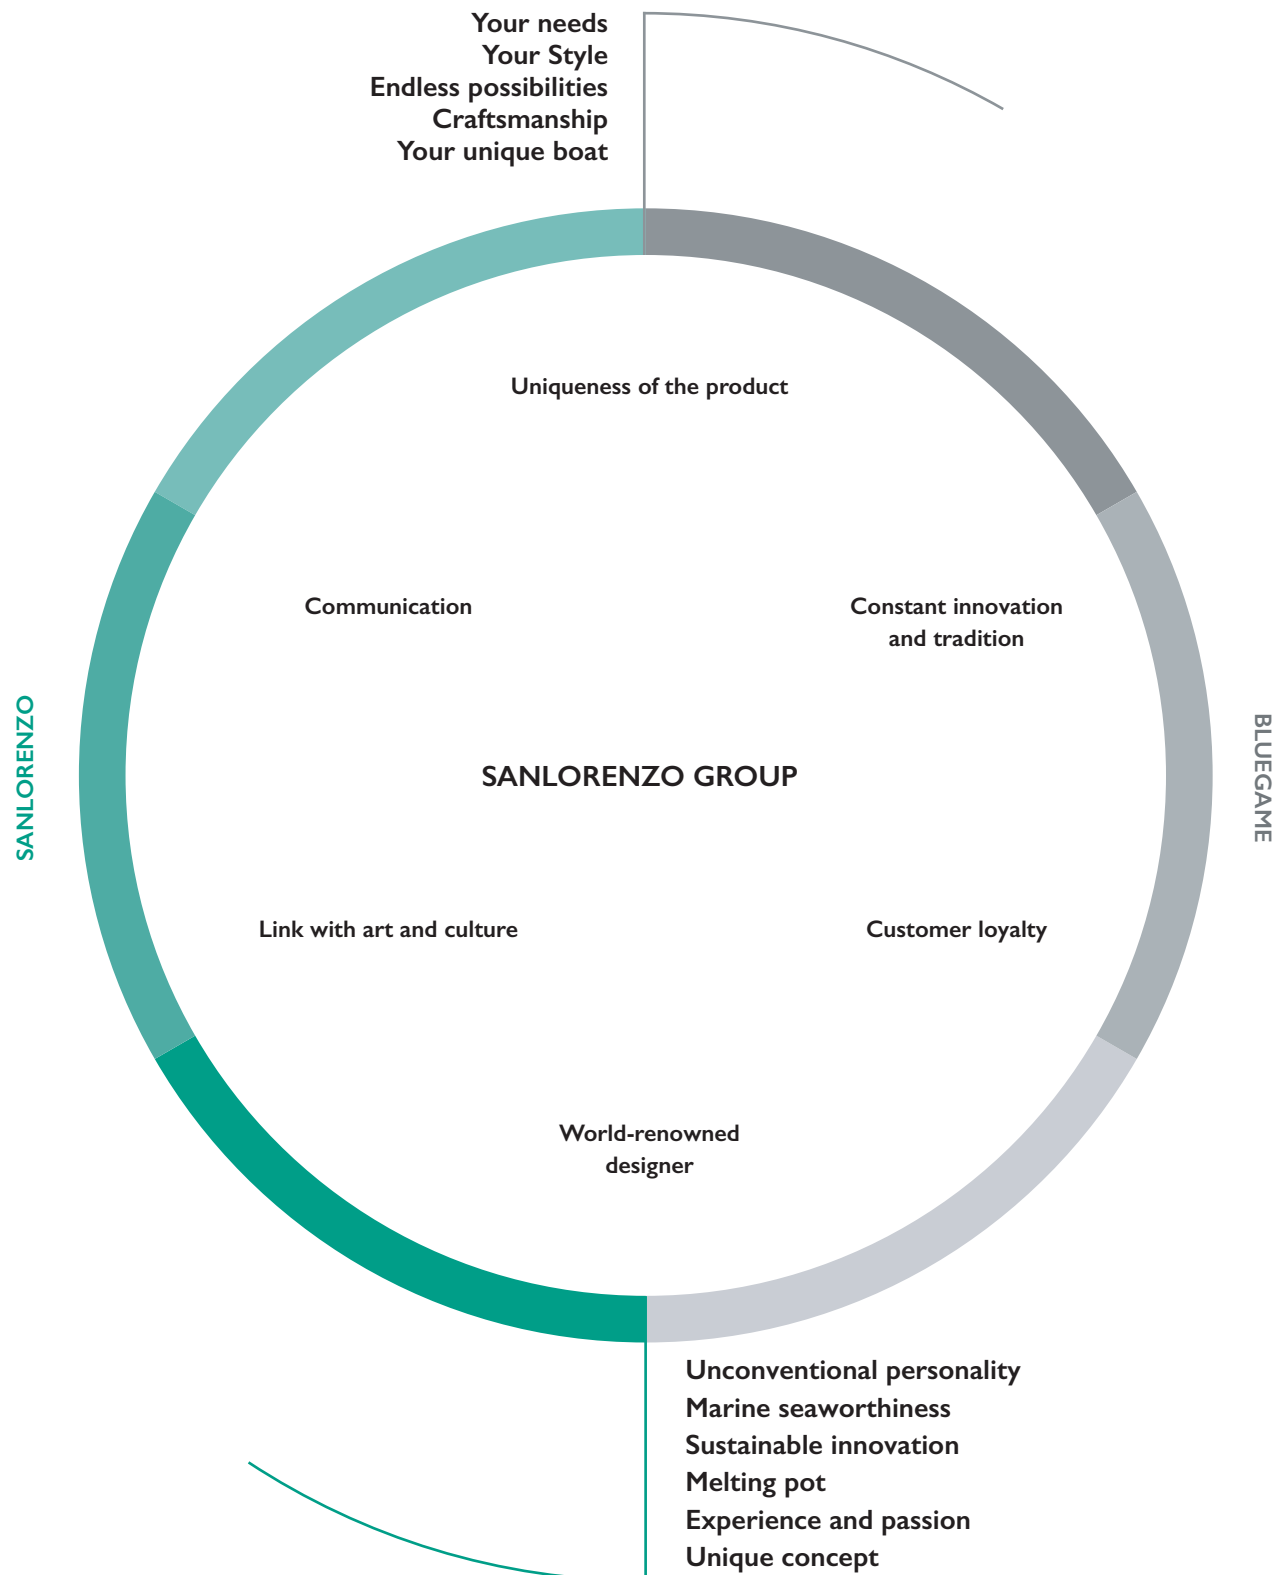 Your needs
Your Style
Endless possibilities
Craftsmanship
Your unique boat
Uniqueness of the product
Communication
Constant innovation
and tradition
SANLORENZO
SANLORENZO GROUP
BLUEGAME
Link with art and culture
Customer loyalty
World-renowned
designer
Unconventional personality
Marine seaworthiness
Sustainable innovation
Melting pot
Experience and passion
Unique concept